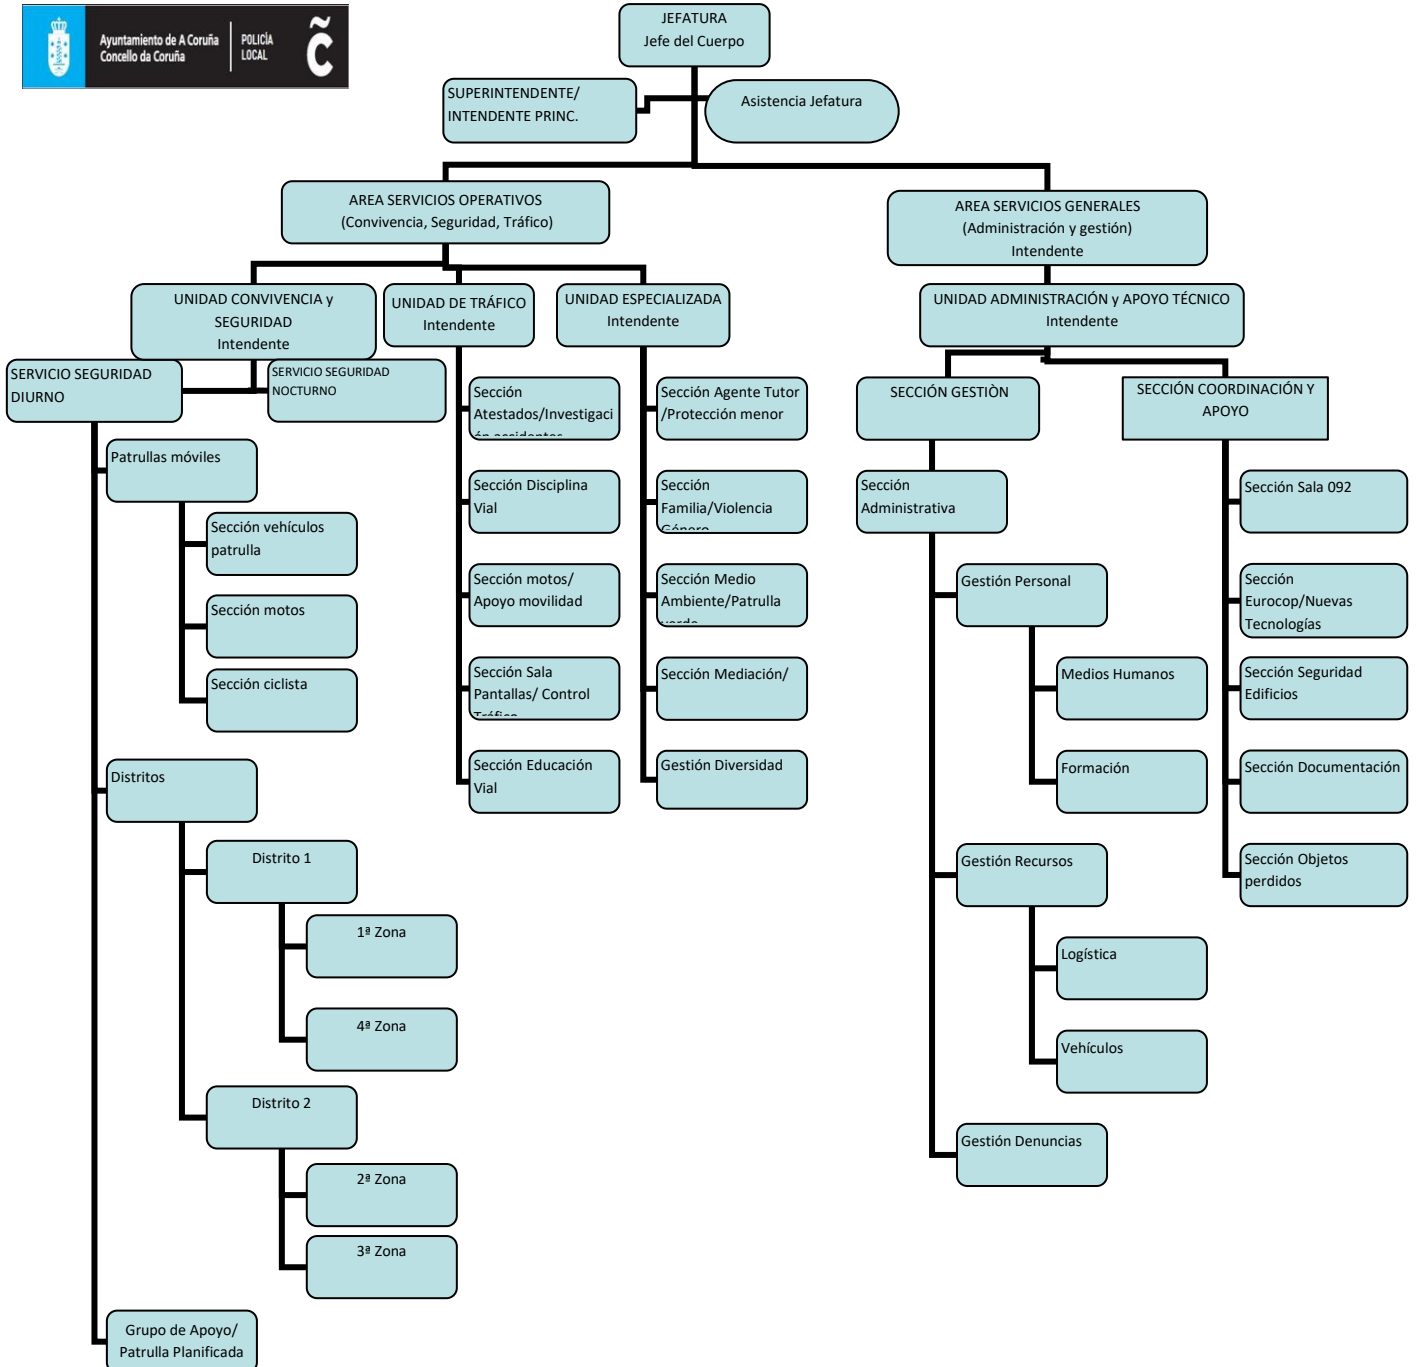 Ayuntamiento de A Coruña
Concello da Coruña
POLICÍA
LOCAL
JEFATURA
Jefe del Cuerpo
SUPERINTENDENTE/
INTENDENTE PRINC.
Asistencia Jefatura
AREA SERVICIOS OPERATIVOS
(Convivencia, Seguridad, Tráfico)
AREA SERVICIOS GENERALES
(Administración y gestión)
Intendente
UNIDAD CONVIVENCIA y
SEGURIDAD
Intendente
UNIDAD DE TRÁFICO
Intendente
UNIDAD ESPECIALIZADA
Intendente
UNIDAD ADMINISTRACIÓN y APOYO TÉCNICO
Intendente
SERVICIO SEGURIDAD
DIURNO
SERVICIO SEGURIDAD
NOCTURNO
Patrullas móviles
Sección vehículos
patrulla
Sección motos
Sección ciclista
Distritos
Distrito 1
1ª Zona
4ª Zona
Distrito 2
2ª Zona
3ª Zona
Grupo de Apoyo/
Patrulla Planificada
Sección
Atestados/Investigaci
ón accidentes
Sección Disciplina
Vial
Sección motos/
Apoyo movilidad
Sección Sala
Pantallas/ Control
Tráfico
Sección Educación
Vial
Sección Agente Tutor
/Protección menor
Sección
Familia/Violencia
Género
Sección Medio
Ambiente/Patrulla
verde
Sección Mediación/
Gestión Diversidad
SECCIÓN GESTIÒN
Sección
Administrativa
Gestión Personal
Medios Humanos
Formación
Gestión Recursos
Logística
Vehículos
Gestión Denuncias
SECCIÓN COORDINACIÓN Y
APOYO
Sección Sala 092
Sección
Eurocop/Nuevas
Tecnologías
Sección Seguridad
Edificios
Sección Documentación
Sección Objetos
perdidos